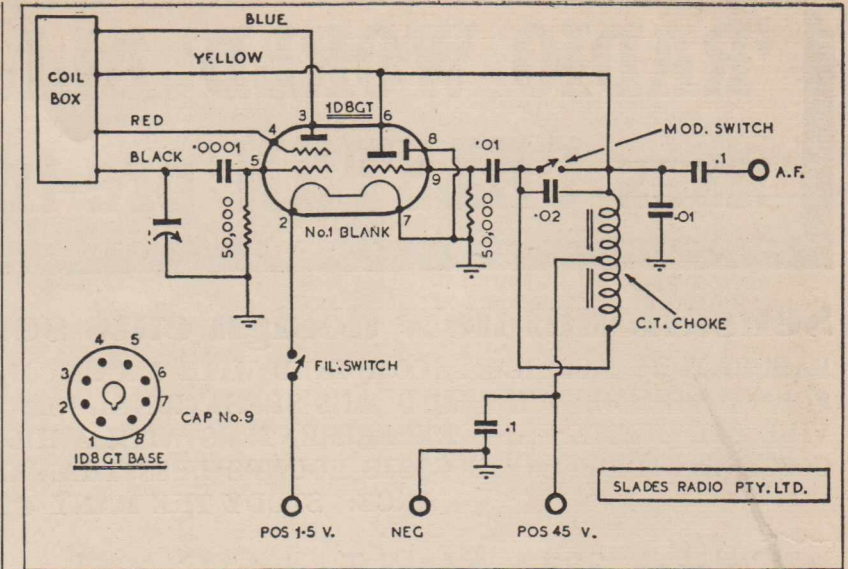 BLUE
YELLOW
COIL
BOX
RED
BLACK
.0001
50,000
1D8GT
3
6
4
8
5
9
2
7
No.1 BLANK
.01
50,000
MOD. SWITCH
.02
.1
A.F.
.01
C.T. CHOKE
FIL. SWITCH
4
5
3
6
2
7
1
8
CAP No.9
1D8GT BASE
.1
SLADES RADIO PTY. LTD.
POS 1.5 V.
NEG
POS 45 V.